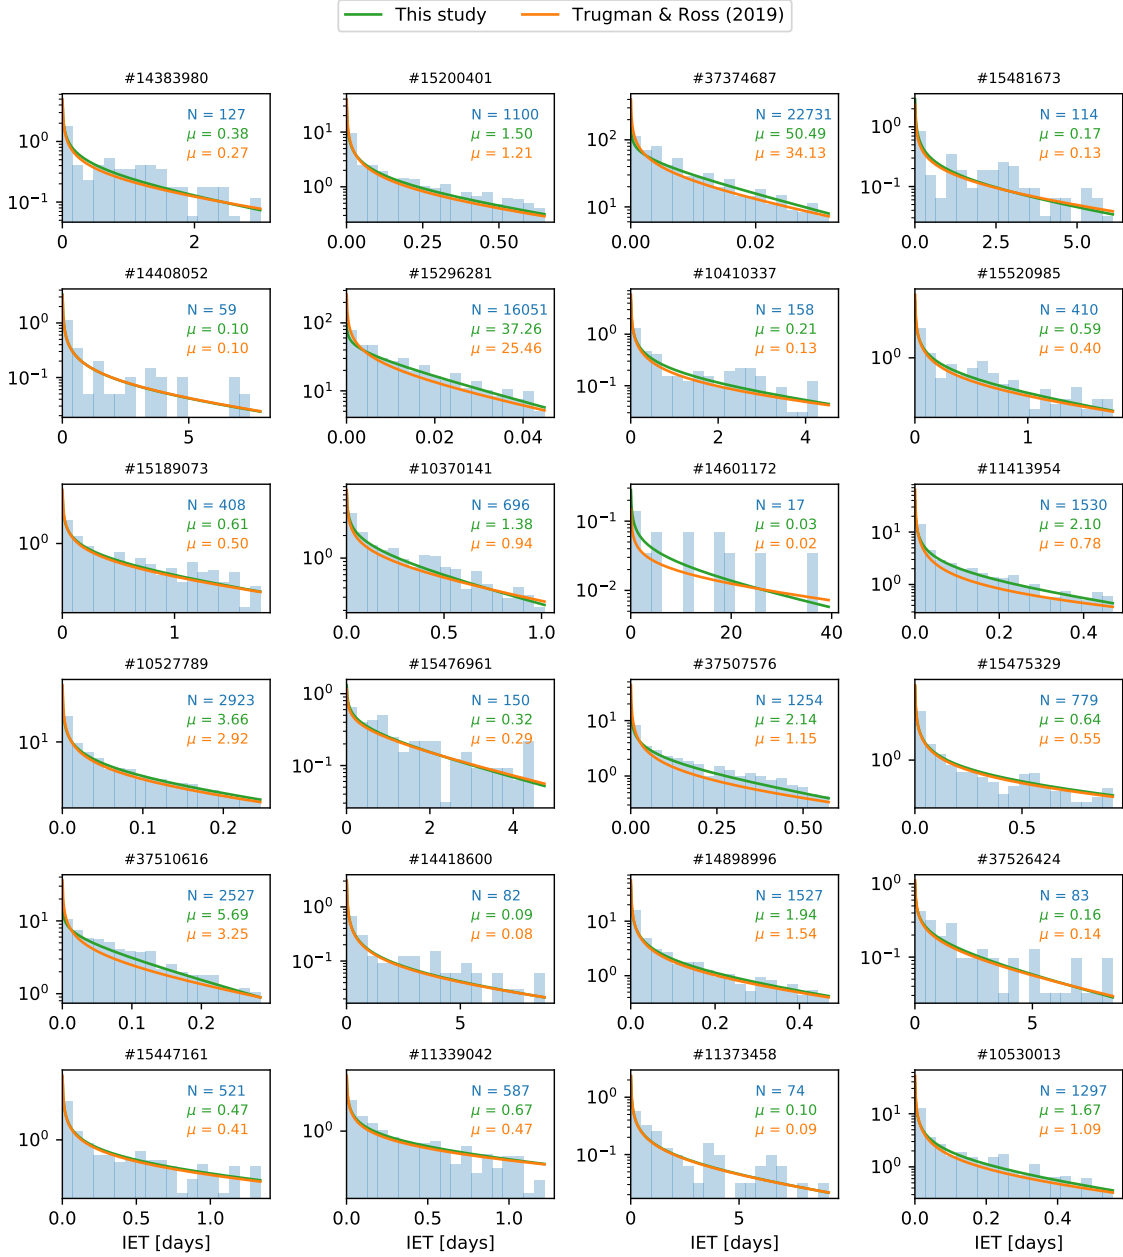 This study
Trugman & Ross (2019)
#14383980
N = 127
μ = 0.38
μ = 0.27
10⁰
10⁻¹
0
2
#15200401
N = 1100
μ = 1.50
μ = 1.21
10¹
10⁰
0.00
0.25
0.50
#37374687
N = 22731
μ = 50.49
μ = 34.13
10²
10¹
0.00
0.02
#15481673
N = 114
μ = 0.17
μ = 0.13
10⁰
10⁻¹
0
2.5
5.0
#14408052
N = 59
μ = 0.10
μ = 0.10
10⁰
10⁻¹
0
5
#15296281
N = 16051
μ = 37.26
μ = 25.46
10²
10¹
0.00
0.02
0.04
#10410337
N = 158
μ = 0.21
μ = 0.13
10⁰
10⁻¹
0
2
4
#15520985
N = 410
μ = 0.59
μ = 0.40
10⁰
0
1
#15189073
N = 408
μ = 0.61
μ = 0.50
10⁰
0
1
#10370141
N = 696
μ = 1.38
μ = 0.94
10⁰
0.0
0.5
1.0
#14601172
N = 17
μ = 0.03
μ = 0.02
10⁻¹
10⁻²
0
20
40
#11413954
N = 1530
μ = 2.10
μ = 0.78
10¹
10⁰
0.0
0.2
0.4
#10527789
N = 2923
μ = 3.66
μ = 2.92
10¹
0.0
0.1
0.2
#15476961
N = 150
μ = 0.32
μ = 0.29
10⁰
10⁻¹
0
2
4
#37507576
N = 1254
μ = 2.14
μ = 1.15
10¹
10⁰
0.00
0.25
0.50
#15475329
N = 779
μ = 0.64
μ = 0.55
10⁰
0.0
0.5
#37510616
N = 2527
μ = 5.69
μ = 3.25
10¹
10⁰
0.0
0.2
#14418600
N = 82
μ = 0.09
μ = 0.08
10⁰
10⁻¹
0
5
#14898996
N = 1527
μ = 1.94
μ = 1.54
10¹
10⁰
0.0
0.2
0.4
#37526424
N = 83
μ = 0.16
μ = 0.14
10⁰
10⁻¹
0
5
#15447161
N = 521
μ = 0.47
μ = 0.41
10⁰
0.0
0.5
1.0
IET [days]
#11339042
N = 587
μ = 0.67
μ = 0.47
10⁰
0.0
0.5
1.0
IET [days]
#11373458
N = 74
μ = 0.10
μ = 0.09
10⁰
10⁻¹
0
5
IET [days]
#10530013
N = 1297
μ = 1.67
μ = 1.09
10¹
10⁰
0.0
0.2
0.4
IET [days]